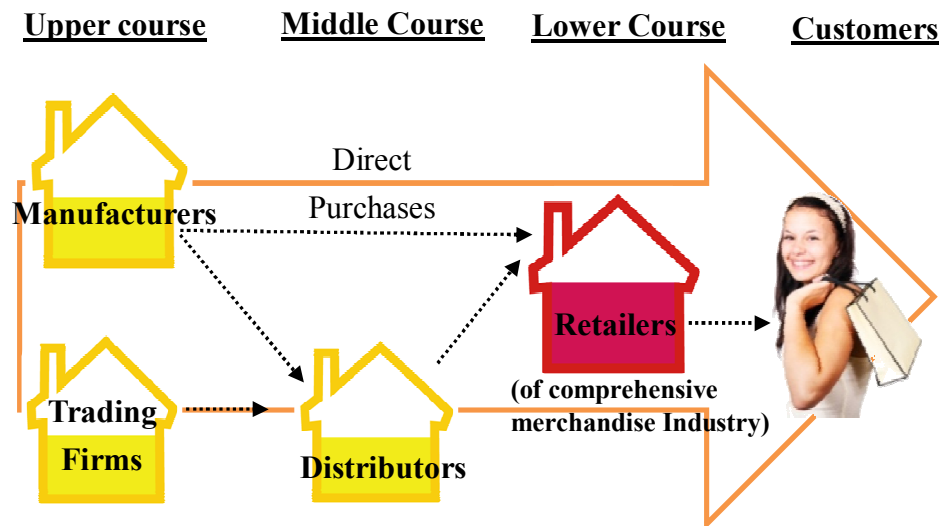 Upper course
Middle Course
Lower Course
Customers
Direct
Manufacturers
Purchases
Retailers
(of comprehensive
merchandise Industry)
Trading
Firms
Distributors